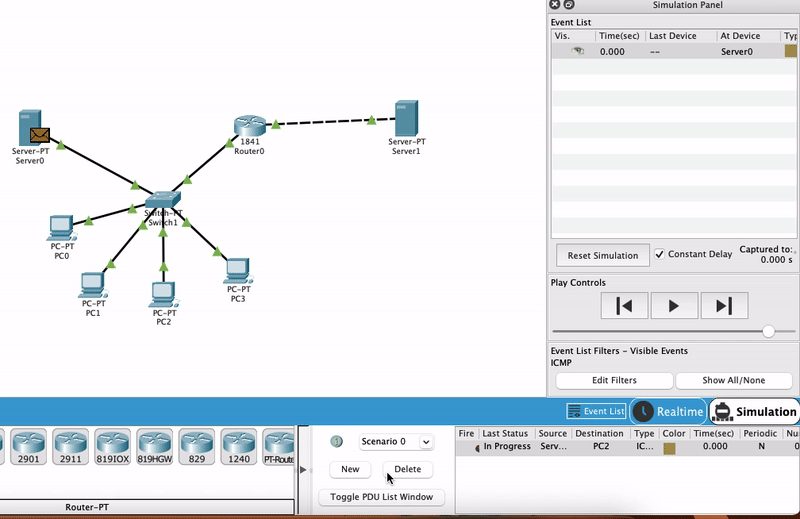 Simulation Panel
Event List
Vis. Time(sec) Last Device At Device Typ
0.000 -- Server0
Server-PT
Server0
1841
Router0
Server-PT
Server1
Switch-PT
Switch1
PC-PT
PC0
PC-PT
PC1
PC-PT
PC2
PC-PT
PC3
Reset Simulation Constant Delay Captured to:
0.000 s
Play Controls
Event List Filters - Visible Events
ICMP
Edit Filters Show All/None
Event List Realtime Simulation
2901 2911 819IOX 819HGW 829 1240 PT-Route
Router-PT
Scenario 0
New Delete
Toggle PDU List Window
Fire Last Status Source Destination Type Color Time(sec) Periodic Nu
In Progress Serv... PC2 IC... 0.000 N 0